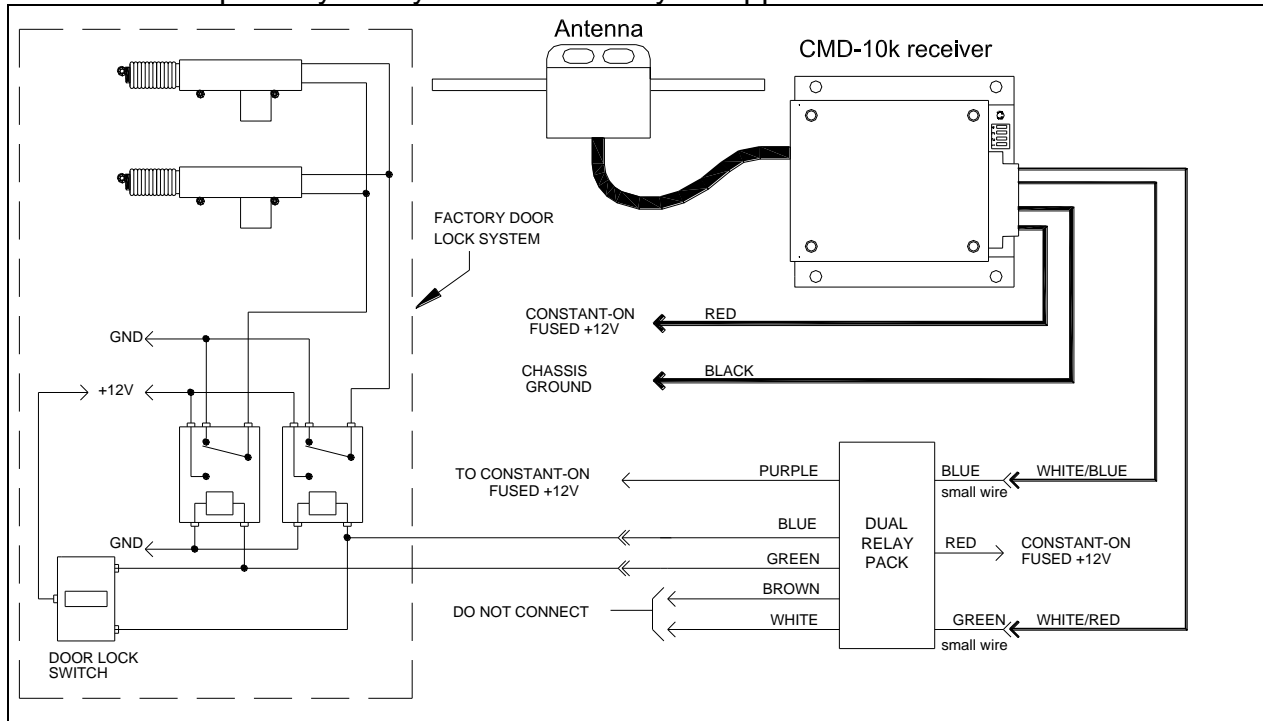 Antenna
CMD-10k receiver
FACTORY DOOR
LOCK SYSTEM
CONSTANT-ON
FUSED +12V
RED
GND
CHASSIS
GROUND
BLACK
+12V
TO CONSTANT-ON
FUSED +12V
PURPLE
BLUE
WHITE/BLUE
small wire
BLUE
DUAL
RELAY
PACK
GND
RED
CONSTANT-ON
FUSED +12V
GREEN
BROWN
DO NOT CONNECT
WHITE
GREEN
WHITE/RED
small wire
DOOR LOCK
SWITCH